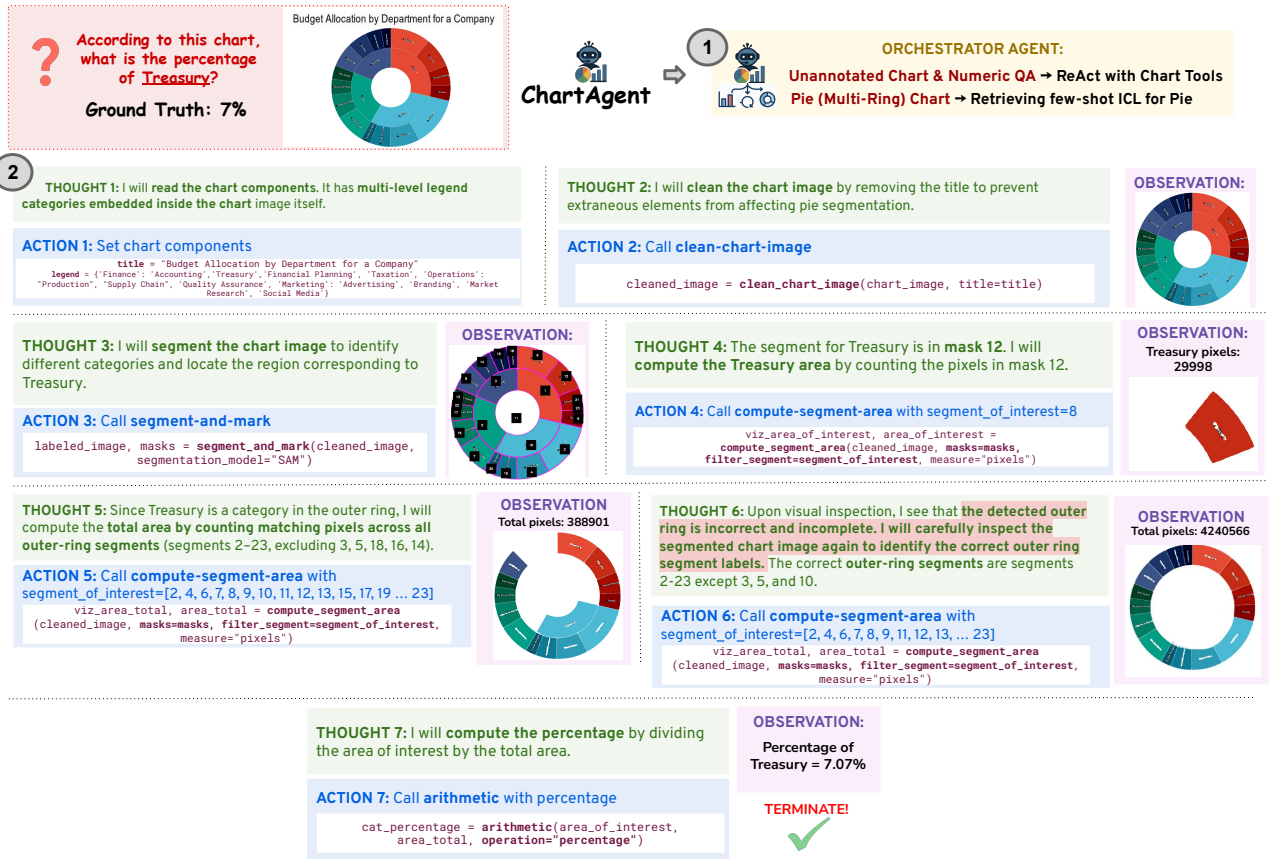 According to this chart,
what is the percentage
of Treasury?
Ground Truth: 7%
Budget Allocation by Department for a Company
ChartAgent
1
ORCHESTRATOR AGENT:
Unannotated Chart & Numeric QA → ReAct with Chart Tools
Pie (Multi-Ring) Chart → Retrieving few-shot ICL for Pie
2
THOUGHT 1: I will read the chart components. It has multi-level legend
categories embedded inside the chart image itself.
ACTION 1: Set chart components
title = "Budget Allocation by Department for a Company"
legend = {'Finance': 'Accounting','Treasury','Financial Planning', 'Taxation', 'Operations':
"Production", "Supply Chain", 'Quality Assurance', 'Marketing': 'Advertising', 'Branding', 'Market
Research', 'Social Media'}
THOUGHT 2: I will clean the chart image by removing the title to prevent
extraneous elements from affecting pie segmentation.
ACTION 2: Call clean-chart-image
cleaned_image = clean_chart_image(chart_image, title=title)
OBSERVATION:
THOUGHT 3: I will segment the chart image to identify
different categories and locate the region corresponding to
Treasury.
ACTION 3: Call segment-and-mark
labeled_image, masks = segment_and_mark(cleaned_image,
segmentation_model="SAM")
OBSERVATION:
THOUGHT 4: The segment for Treasury is in mask 12. I will
compute the Treasury area by counting the pixels in mask 12.
ACTION 4: Call compute-segment-area with segment_of_interest=8
viz_area_of_interest, area_of_interest =
compute_segment_area(cleaned_image, masks=masks,
filter_segment=segment_of_interest, measure="pixels")
OBSERVATION:
Treasury pixels:
29998
THOUGHT 5: Since Treasury is a category in the outer ring, I will
compute the total area by counting matching pixels across all
outer-ring segments (segments 2–23, excluding 3, 5, 18, 16, 14).
ACTION 5: Call compute-segment-area with
segment_of_interest=[2, 4, 6, 7, 8, 9, 10, 11, 12, 13, 15, 17, 19 ... 23]
viz_area_total, area_total = compute_segment_area
(cleaned_image, masks=masks, filter_segment=segment_of_interest,
measure="pixels")
OBSERVATION
Total pixels: 388901
THOUGHT 6: Upon visual inspection, I see that the detected outer
ring is incorrect and incomplete. I will carefully inspect the
segmented chart image again to identify the correct outer ring
segment labels. The correct outer-ring segments are segments
2-23 except 3, 5, and 10.
ACTION 6: Call compute-segment-area with
segment_of_interest=[2, 4, 6, 7, 8, 9, 11, 12, 13, ... 23]
viz_area_total, area_total = compute_segment_area
(cleaned_image, masks=masks, filter_segment=segment_of_interest,
measure="pixels")
OBSERVATION
Total pixels: 4240566
THOUGHT 7: I will compute the percentage by dividing
the area of interest by the total area.
ACTION 7: Call arithmetic with percentage
cat_percentage = arithmetic(area_of_interest,
area_total, operation="percentage")
OBSERVATION:
Percentage of
Treasury = 7.07%
TERMINATE!